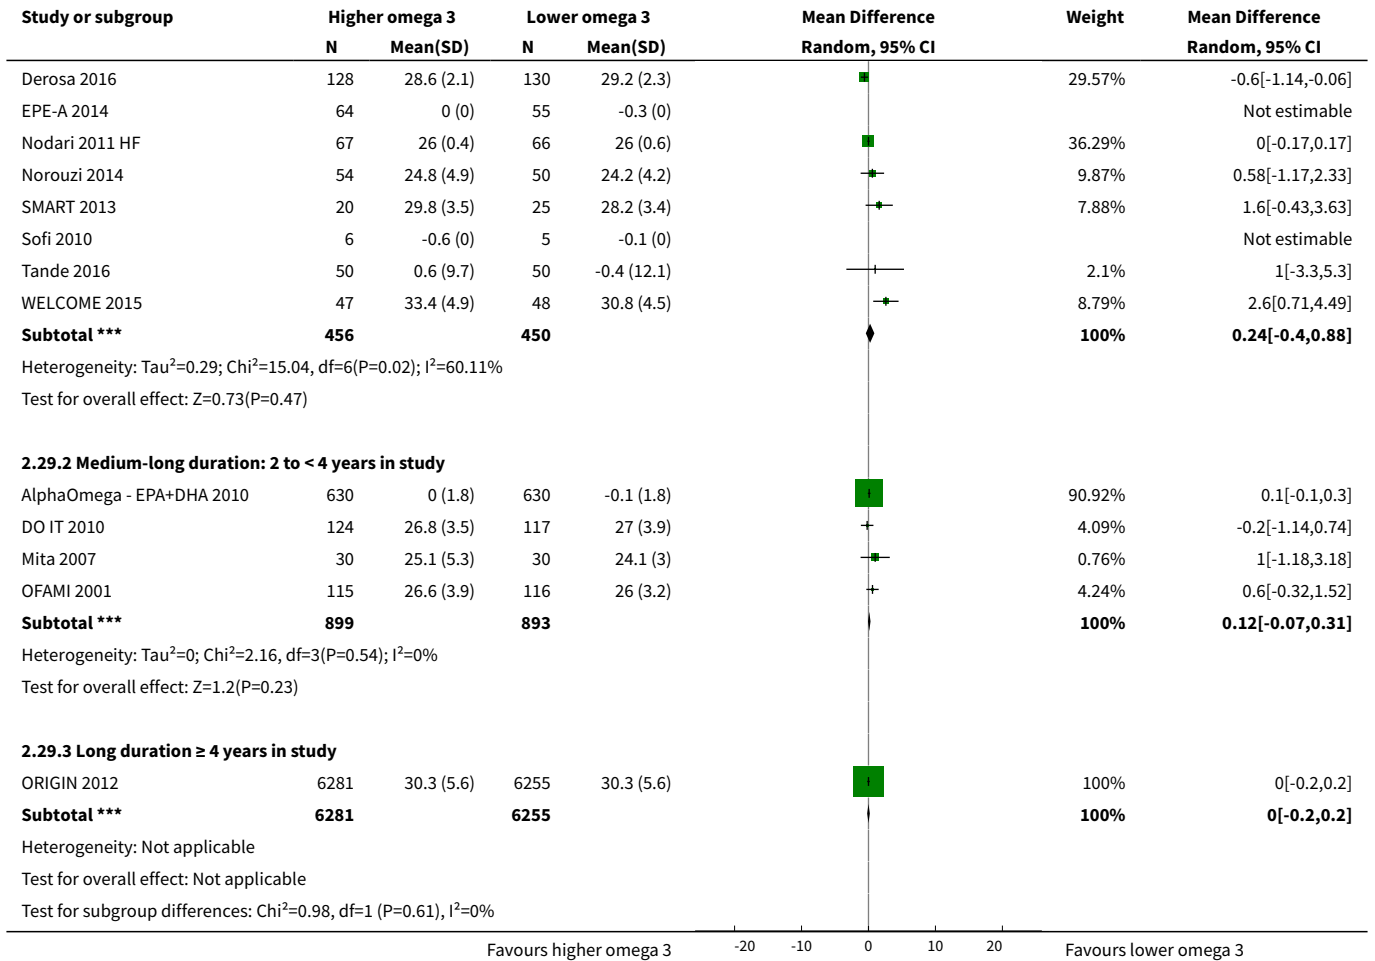 Study or subgroup Higher omega 3 Lower omega 3 Mean Difference Weight Mean Difference
N Mean(SD) N Mean(SD) Random, 95% CI Random, 95% CI
Derosa 2016 128 28.6 (2.1) 130 29.2 (2.3) 29.57% -0.6[-1.14,-0.06]
EPE-A 2014 64 0 (0) 55 -0.3 (0) Not estimable
Nodari 2011 HF 67 26 (0.4) 66 26 (0.6) 36.29% 0[-0.17,0.17]
Norouzi 2014 54 24.8 (4.9) 50 24.2 (4.2) 9.87% 0.58[-1.17,2.33]
SMART 2013 20 29.8 (3.5) 25 28.2 (3.4) 7.88% 1.6[-0.43,3.63]
Sofi 2010 6 -0.6 (0) 5 -0.1 (0) Not estimable
Tande 2016 50 0.6 (9.7) 50 -0.4 (12.1) 2.1% 1[-3.3,5.3]
WELCOME 2015 47 33.4 (4.9) 48 30.8 (4.5) 8.79% 2.6[0.71,4.49]
Subtotal *** 456 450 100% 0.24[-0.4,0.88]
Heterogeneity: Tau²=0.29; Chi²=15.04, df=6(P=0.02); I²=60.11%
Test for overall effect: Z=0.73(P=0.47)
2.29.2 Medium-long duration: 2 to < 4 years in study
AlphaOmega - EPA+DHA 2010 630 0 (1.8) 630 -0.1 (1.8) 90.92% 0.1[-0.1,0.3]
DO IT 2010 124 26.8 (3.5) 117 27 (3.9) 4.09% -0.2[-1.14,0.74]
Mita 2007 30 25.1 (5.3) 30 24.1 (3) 0.76% 1[-1.18,3.18]
OFAMI 2001 115 26.6 (3.9) 116 26 (3.2) 4.24% 0.6[-0.32,1.52]
Subtotal *** 899 893 100% 0.12[-0.07,0.31]
Heterogeneity: Tau²=0; Chi²=2.16, df=3(P=0.54); I²=0%
Test for overall effect: Z=1.2(P=0.23)
2.29.3 Long duration ≥ 4 years in study
ORIGIN 2012 6281 30.3 (5.6) 6255 30.3 (5.6) 100% 0[-0.2,0.2]
Subtotal *** 6281 6255 100% 0[-0.2,0.2]
Heterogeneity: Not applicable
Test for overall effect: Not applicable
Test for subgroup differences: Chi²=0.98, df=1 (P=0.61), I²=0%
Favours higher omega 3 -20 -10 0 10 20 Favours lower omega 3